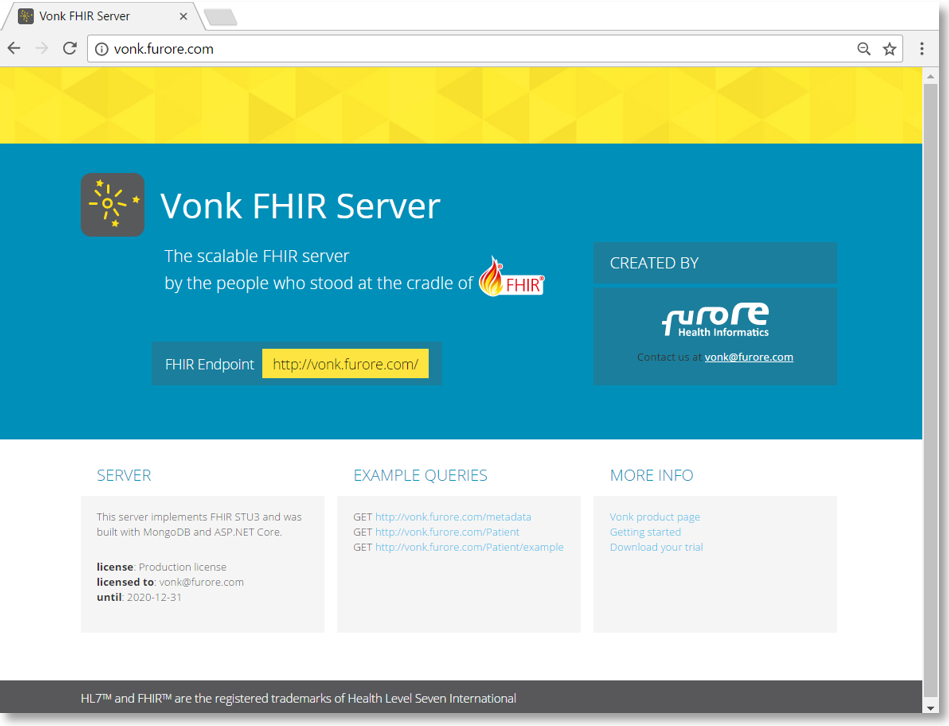 Vonk FHIR Server
vonk.furore.com
Vonk FHIR Server
The scalable FHIR server
by the people who stood at the cradle of FHIR®
CREATED BY
furore
Health Informatics
Contact us at vonk@furore.com
FHIR Endpoint http://vonk.furore.com/
SERVER
This server implements FHIR STU3 and was
built with MongoDB and ASP.NET Core.
license: Production license
licensed to: vonk@furore.com
until: 2020-12-31
EXAMPLE QUERIES
GET http://vonk.furore.com/metadata
GET http://vonk.furore.com/Patient
GET http://vonk.furore.com/Patient/example
MORE INFO
Vonk product page
Getting started
Download your trial
HL7™ and FHIR™ are the registered trademarks of Health Level Seven International